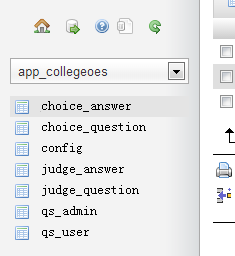 app_collegeoes
choice_answer
choice_question
config
judge_answer
judge_question
qs_admin
qs_user